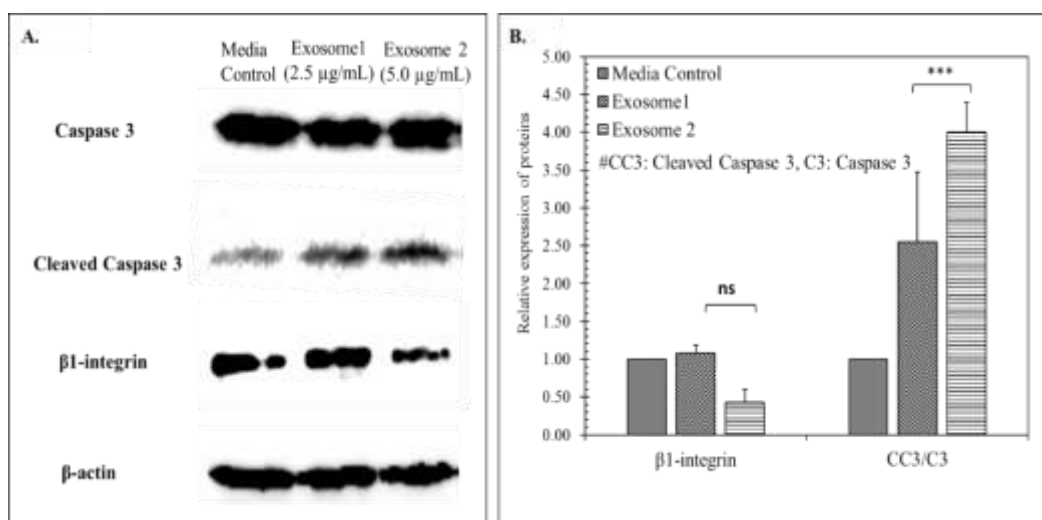 A.
Media Control
Exosome1 (2.5 µg/mL)
Exosome 2 (5.0 µg/mL)
Caspase 3
Cleaved Caspase 3
β1-integrin
β-actin
B.
Relative expression of proteins
5.00
4.50
4.00
3.50
3.00
2.50
2.00
1.50
1.00
0.50
0.00
Media Control
Exosome1
Exosome 2
#CC3: Cleaved Caspase 3, C3: Caspase 3
***
ns
β1-integrin
CC3/C3